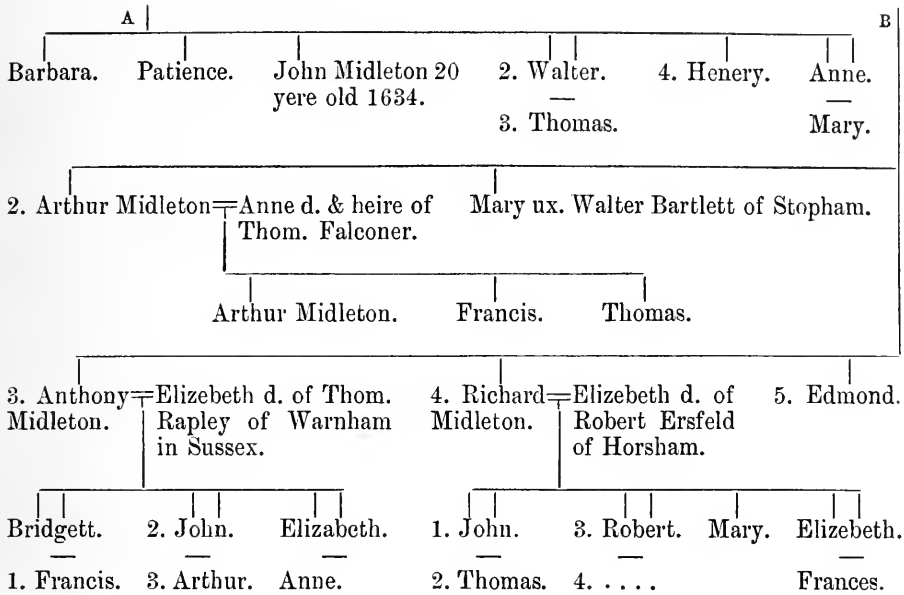 A B
Barbara. Patience. John Midleton 20 2. Walter. 4. Henery. Anne.
yere old 1634. — —
3. Thomas. Mary.
2. Arthur Midleton=Anne d. & heire of Mary ux. Walter Bartlett of Stopham.
Thom. Falconer.
Arthur Midleton. Francis. Thomas.
3. Anthony=Elizebeth d. of Thom. 4. Richard=Elizebeth d. of 5. Edmond.
Midleton. Rapley of Warnham Midleton. Robert Ersfeld
in Sussex. of Horsham.
Bridgett. 2. John. Elizabeth. 1. John. 3. Robert. Mary. Elizebeth.
— — — — — —
1. Francis. 3. Arthur. Anne. 2. Thomas. 4. . . . . Frances.